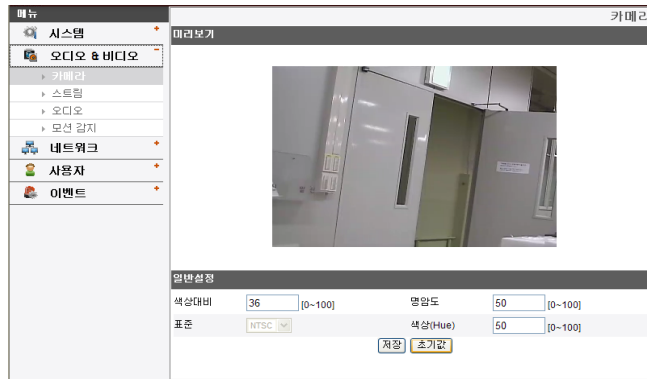 메뉴
카메라
시스템
미리보기
오디오 & 비디오
카메라
스트림
오디오
모션 감지
네트워크
사용자
이벤트
일반설정
색상대비 36 [0~100] 명암도 50 [0~100]
표준 NTSC 색상(Hue) 50 [0~100]
저장 초기값